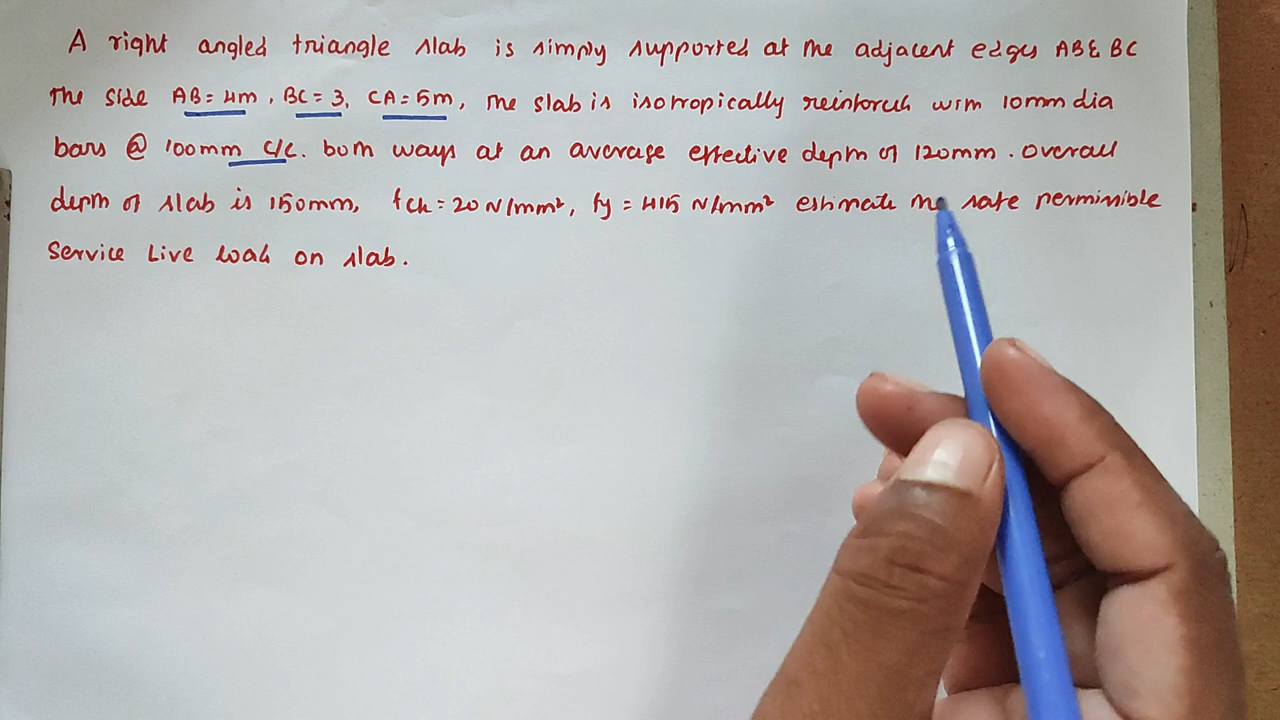 A right angled triangle slab is simply supported at the adjacent edges AB & BC
The side AB = 4m, BC = 3, CA = 5m, The slab is isotropically reinforced with 10mm dia
bars @ 100mm c/c. both ways at an average effective depth of 120mm. overall
depth of slab is 150mm, fck = 20 N/mm², fy = 415 N/mm² estimate the safe permissible
Service Live load on slab.